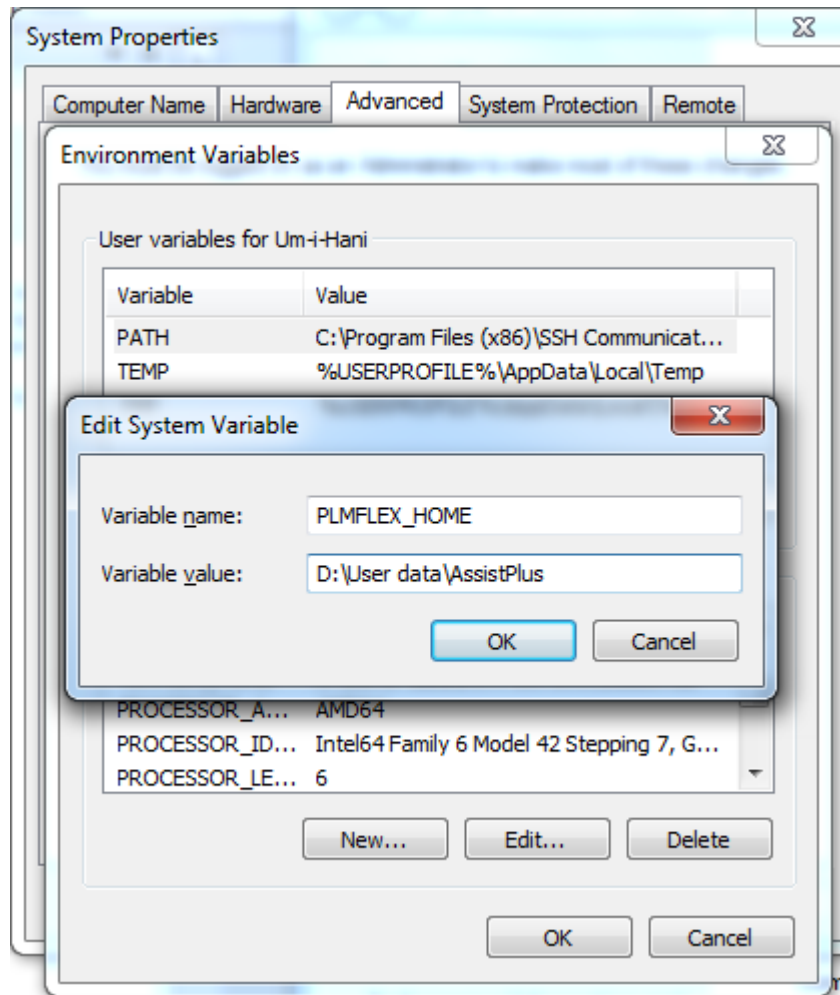 System Properties
Computer Name Hardware Advanced System Protection Remote
Environment Variables
User variables for Um-i-Hani
Variable Value
PATH C:\Program Files (x86)\SSH Communicat...
TEMP %USERPROFILE%\AppData\Local\Temp
Edit System Variable
Variable name: PLMFLEX_HOME
Variable value: D:\User data\AssistPlus
OK Cancel
PROCESSOR_A... AMD64
PROCESSOR_ID... Intel64 Family 6 Model 42 Stepping 7, G...
PROCESSOR_LE... 6
New... Edit... Delete
OK Cancel